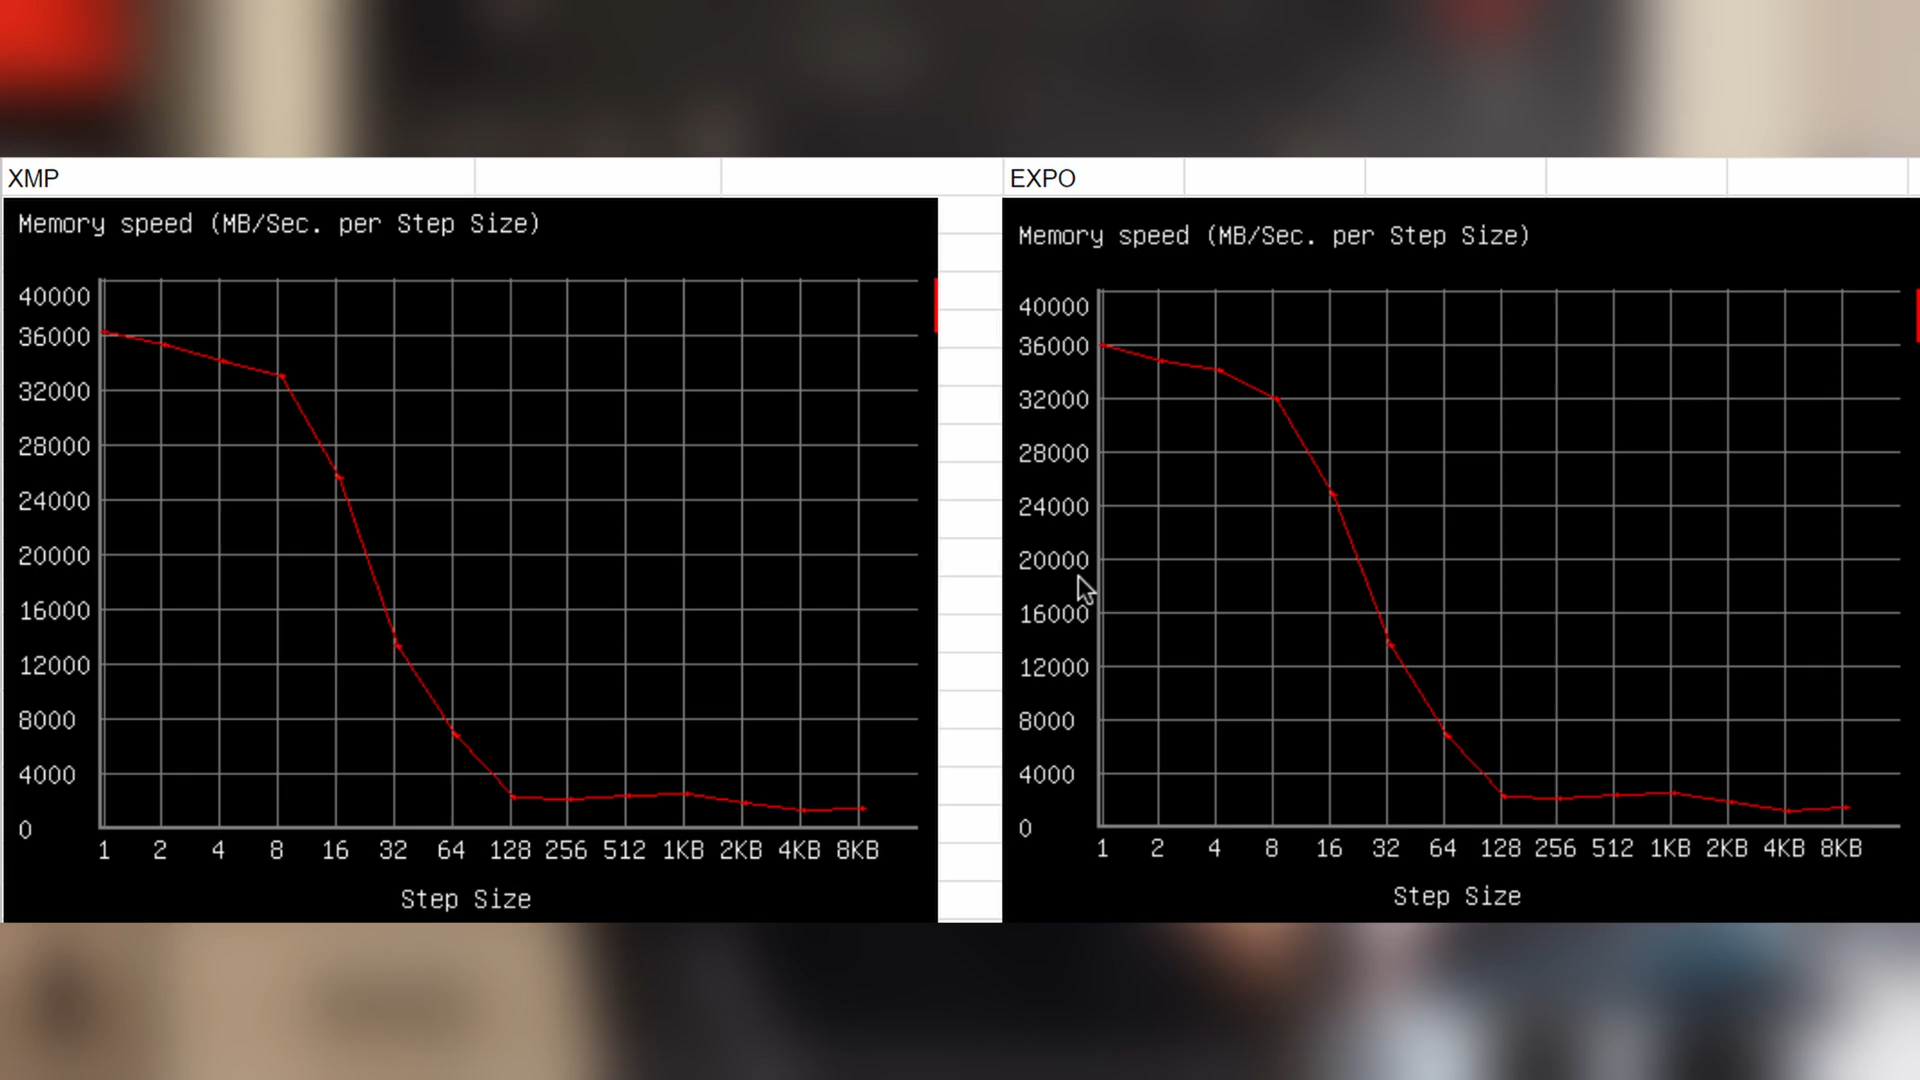 XMP
Memory speed (MB/Sec. per Step Size)
40000
36000
32000
28000
24000
20000
16000
12000
8000
4000
0
1 2 4 8 16 32 64 128 256 512 1KB 2KB 4KB 8KB
Step Size
EXPO
Memory speed (MB/Sec. per Step Size)
40000
36000
32000
28000
24000
20000
16000
12000
8000
4000
0
1 2 4 8 16 32 64 128 256 512 1KB 2KB 4KB 8KB
Step Size